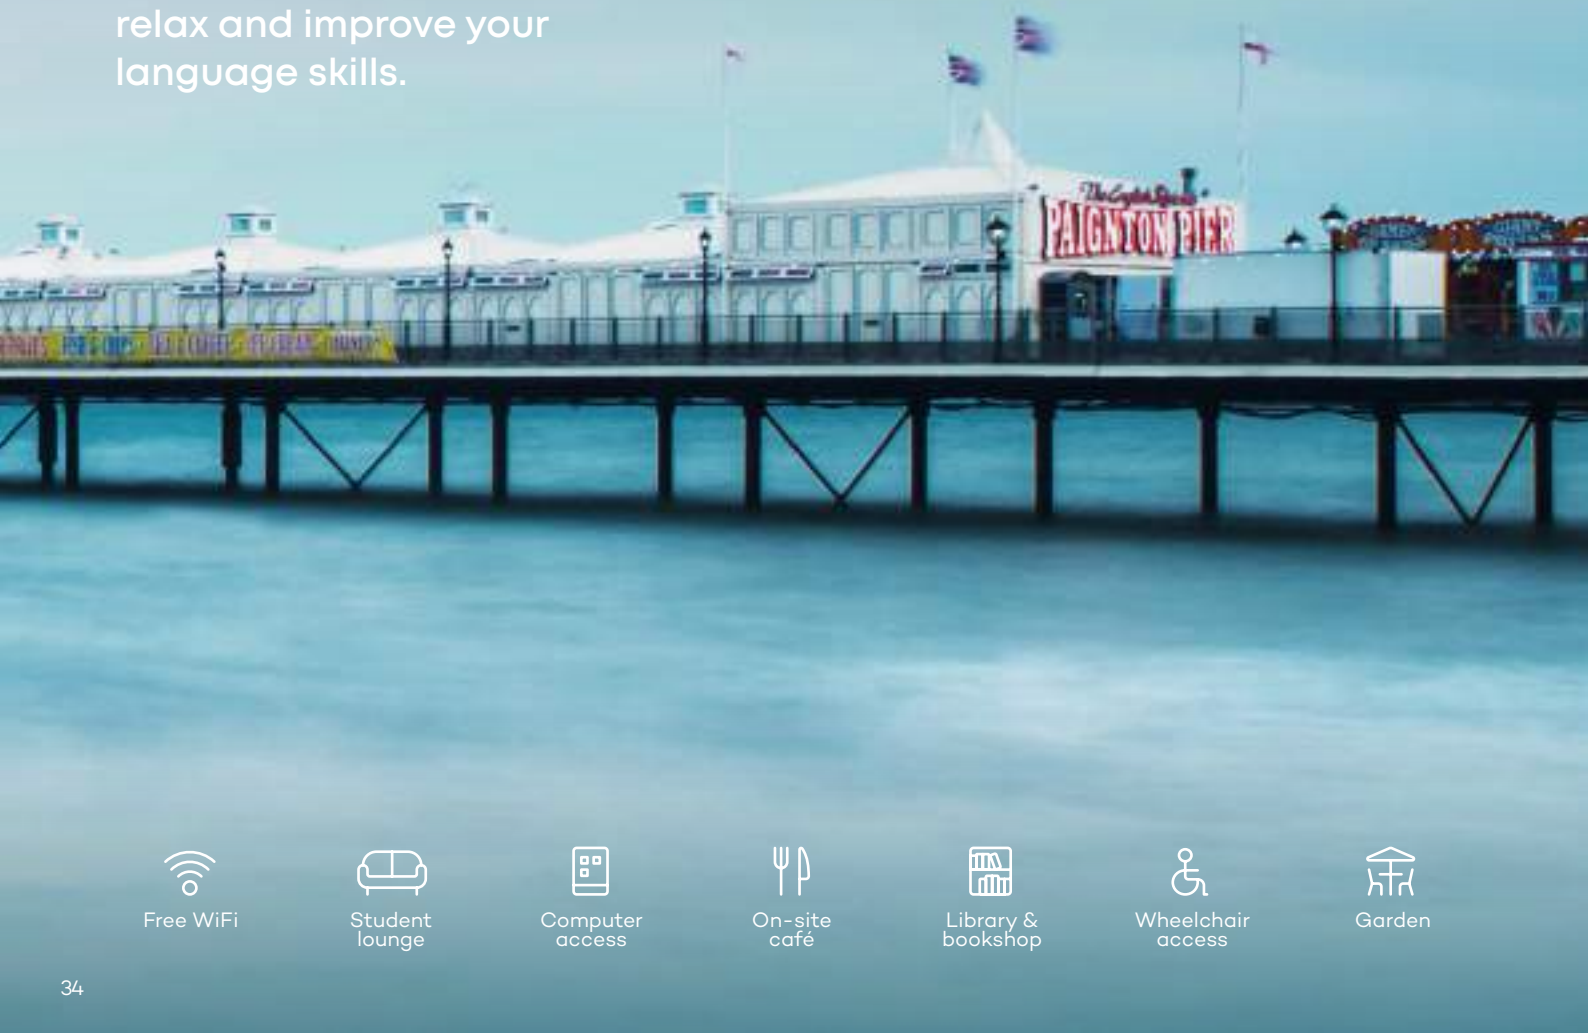 relax and improve your
language skills.
PAIGNTON PIER
Free WiFi
Student
lounge
Computer
access
On-site
café
Library &
bookshop
Wheelchair
access
Garden
34